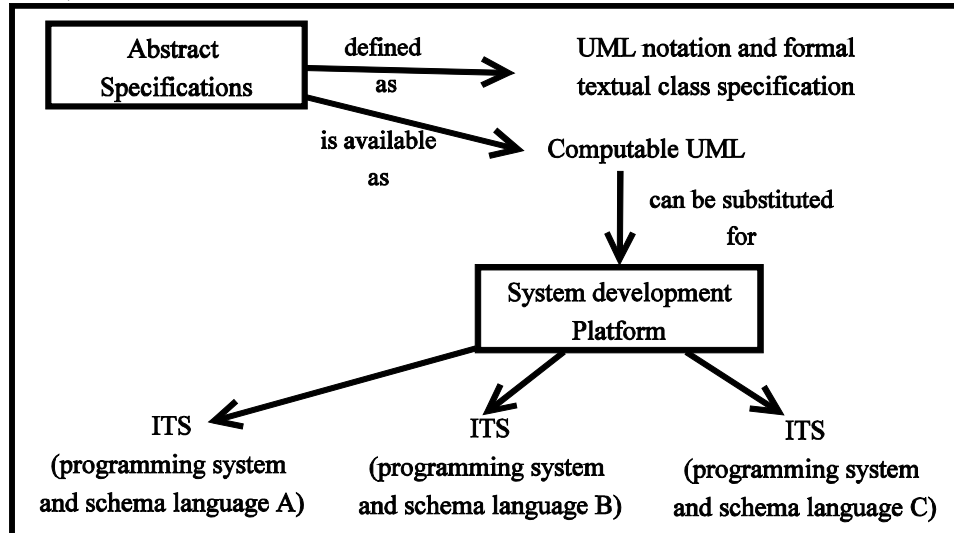 Abstract
Specifications
defined
as
UML notation and formal
textual class specification
is available
as
Computable UML
can be substituted
for
System development
Platform
ITS
(programming system
and schema language A)
ITS
(programming system
and schema language B)
ITS
(programming system
and schema language C)